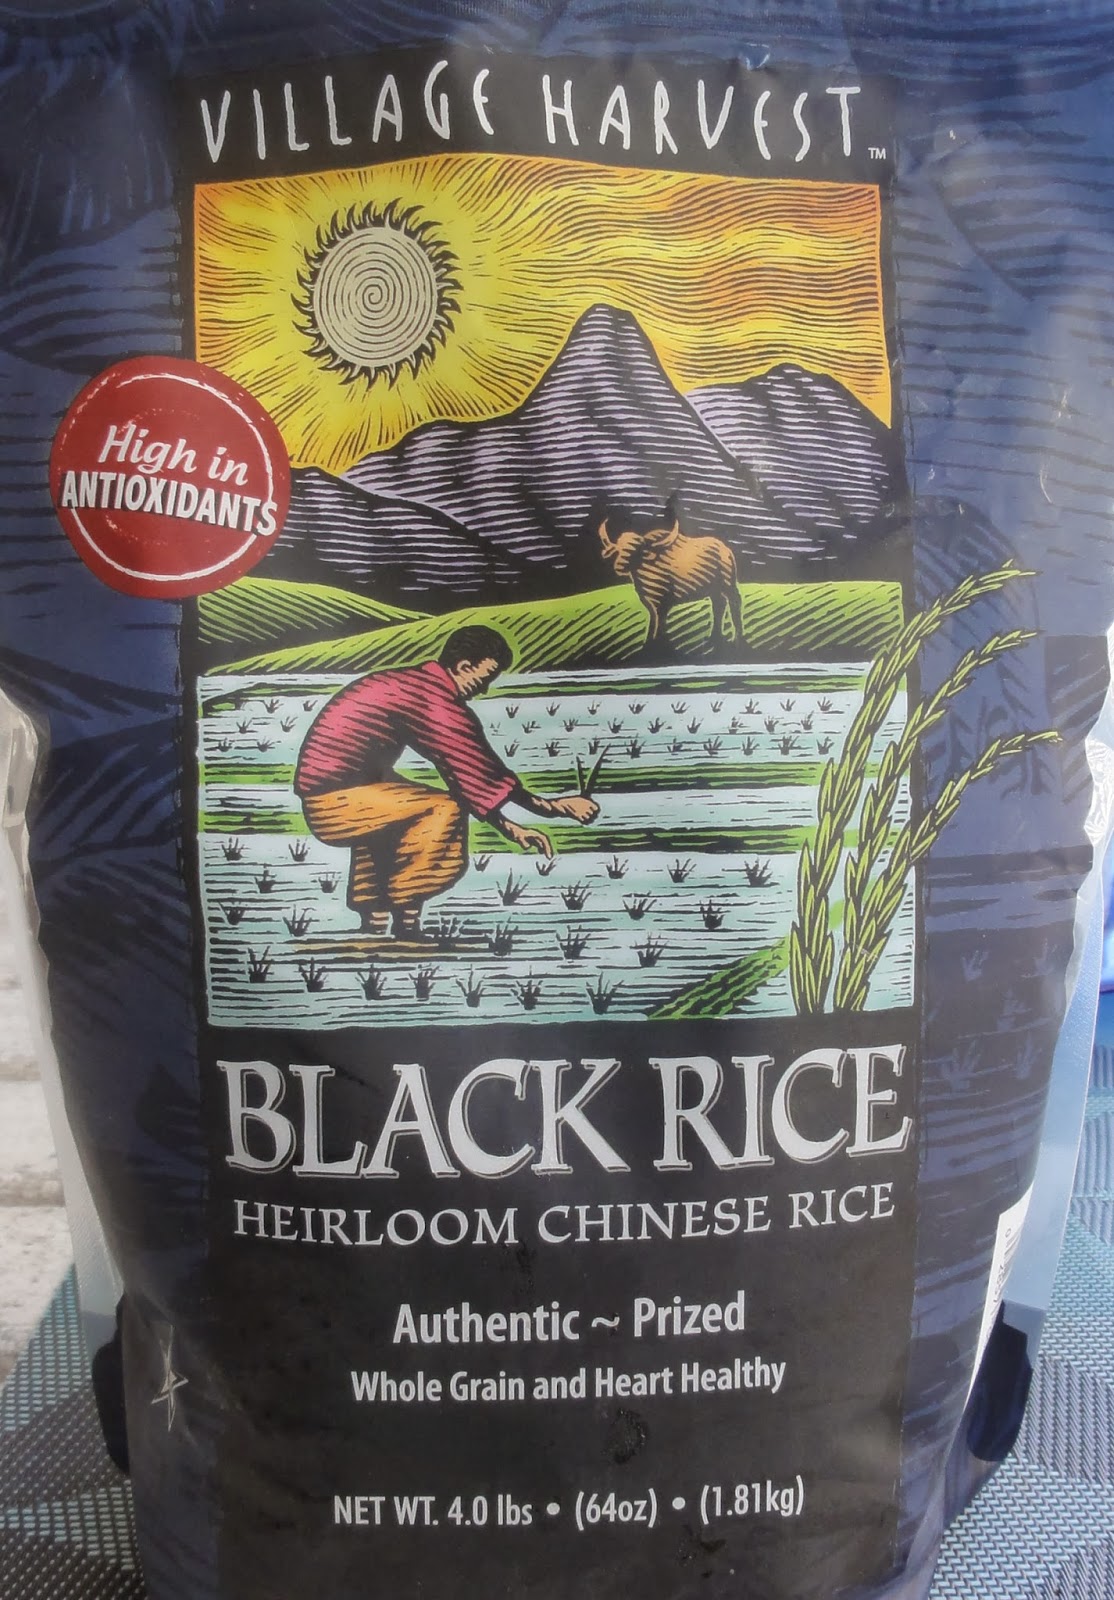 VILLAGE HARVEST™
High in
ANTIOXIDANTS
BLACK RICE
HEIRLOOM CHINESE RICE
Authentic ~ Prized
Whole Grain and Heart Healthy
NET WT. 4.0 lbs • (64oz) • (1.81kg)